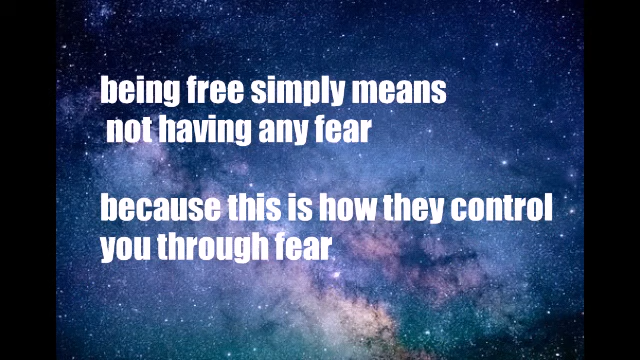 being free simply means
not having any fear
because this is how they control
you through fear